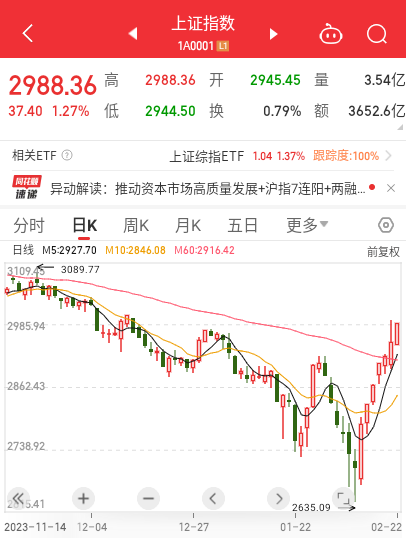 上证指数
1A0001 L1
2988.36 高 2988.36 开 2945.45 量 3.54亿
37.40 1.27% 低 2944.50 换 0.79% 额 3652.6亿
相关ETF ? 上证综指ETF 1.04 1.37% 跟踪度:100%
同花顺
速递 异动解读：推动资本市场高质量发展+沪指7连阳+两融...
分时 日K 周K 月K 五日 更多
日线 M5:2927.70 M10:2846.08 M60:2916.42 前复权
3109.46
3089.77
2985.94
2862.43
2738.92
2635.09
2023-11-14 12-04 12-27 01-22 02-22